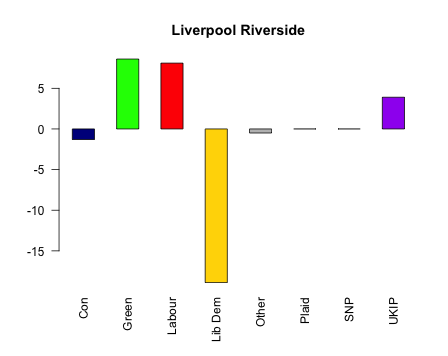 Liverpool Riverside
5
0
-5
-10
-15
Con
Green
Labour
Lib Dem
Other
Plaid
SNP
UKIP